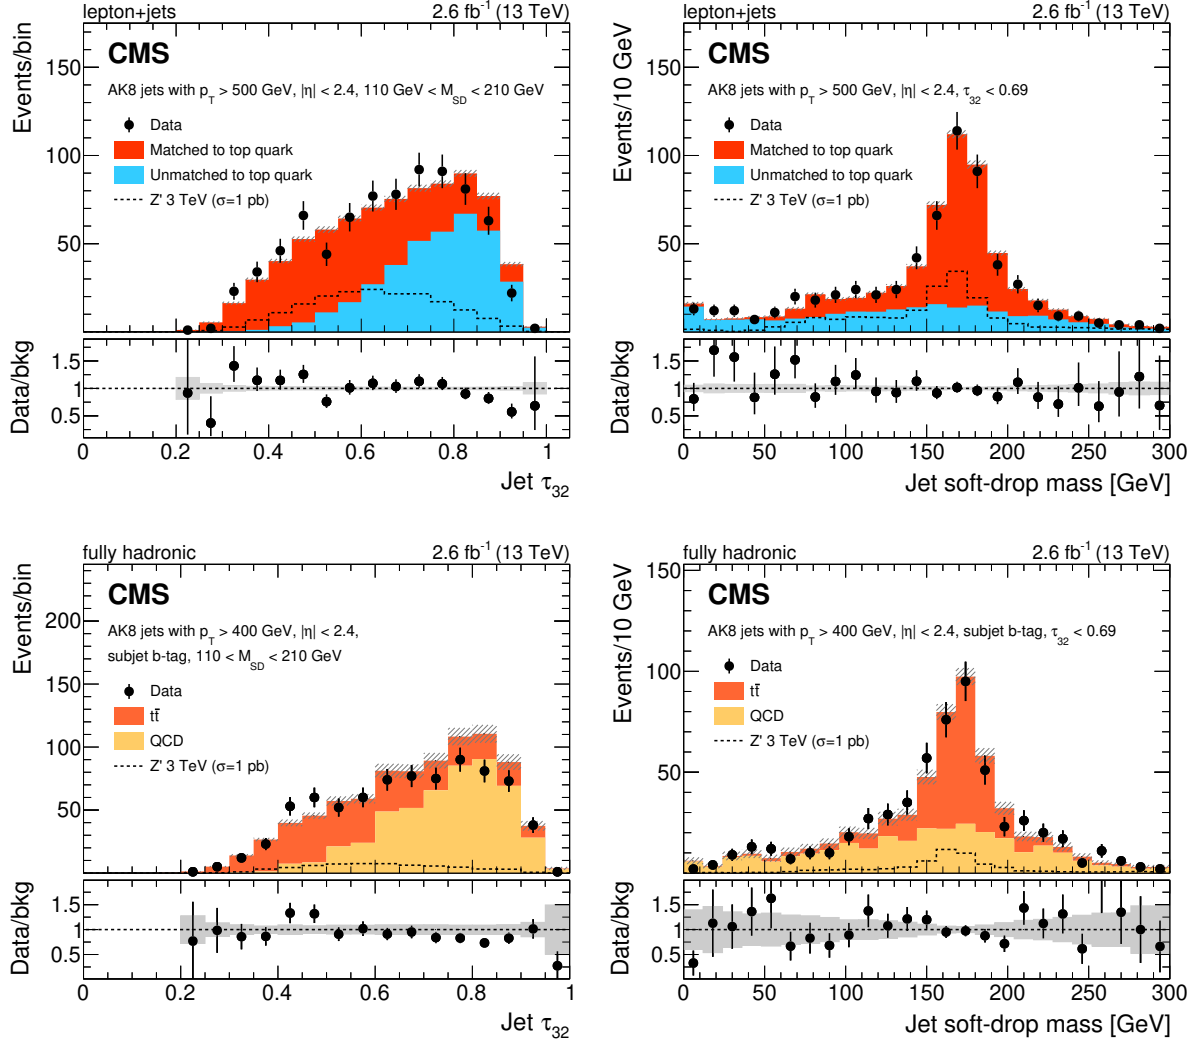 lepton+jets 2.6 fb⁻¹ (13 TeV)
Events/bin
CMS
AK8 jets with p_T > 500 GeV, |η| < 2.4, 110 GeV < M_SD < 210 GeV
Data
Matched to top quark
Unmatched to top quark
Z' 3 TeV (σ=1 pb)
150
100
50
Data/bkg
1.5
1
0.5
0 0.2 0.4 0.6 0.8 1
Jet τ_32
lepton+jets 2.6 fb⁻¹ (13 TeV)
Events/10 GeV
CMS
AK8 jets with p_T > 500 GeV, |η| < 2.4, τ_32 < 0.69
Data
Matched to top quark
Unmatched to top quark
Z' 3 TeV (σ=1 pb)
150
100
50
Data/bkg
1.5
1
0.5
0 50 100 150 200 250 300
Jet soft-drop mass [GeV]
fully hadronic 2.6 fb⁻¹ (13 TeV)
Events/bin
CMS
AK8 jets with p_T > 400 GeV, |η| < 2.4,
subjet b-tag, 110 < M_SD < 210 GeV
Data
tt̄
QCD
Z' 3 TeV (σ=1 pb)
200
150
100
50
Data/bkg
1.5
1
0.5
0 0.2 0.4 0.6 0.8 1
Jet τ_32
fully hadronic 2.6 fb⁻¹ (13 TeV)
Events/10 GeV
CMS
AK8 jets with p_T > 400 GeV, |η| < 2.4, subjet b-tag, τ_32 < 0.69
Data
tt̄
QCD
Z' 3 TeV (σ=1 pb)
150
100
50
Data/bkg
1.5
1
0.5
0 50 100 150 200 250 300
Jet soft-drop mass [GeV]